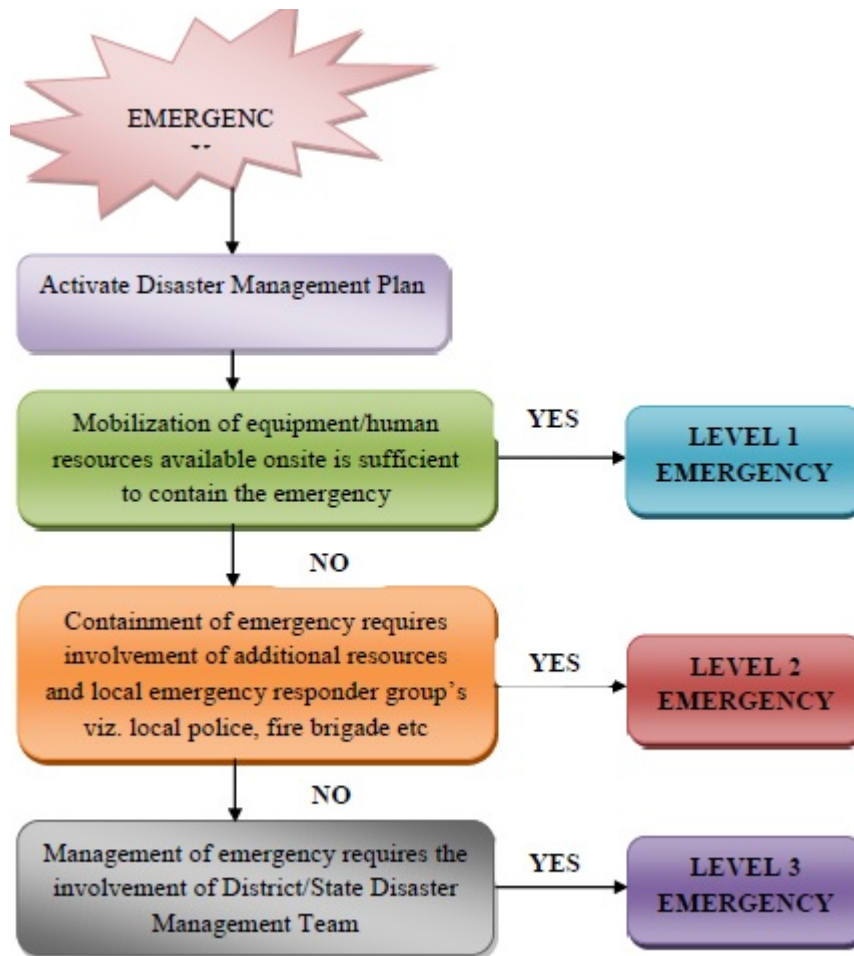 EMERGENC
Activate Disaster Management Plan
Mobilization of equipment/human
resources available onsite is sufficient
to contain the emergency
YES
LEVEL 1
EMERGENCY
NO
Containment of emergency requires
involvement of additional resources
and local emergency responder group’s
viz. local police, fire brigade etc
YES
LEVEL 2
EMERGENCY
NO
Management of emergency requires the
involvement of District/State Disaster
Management Team
YES
LEVEL 3
EMERGENCY